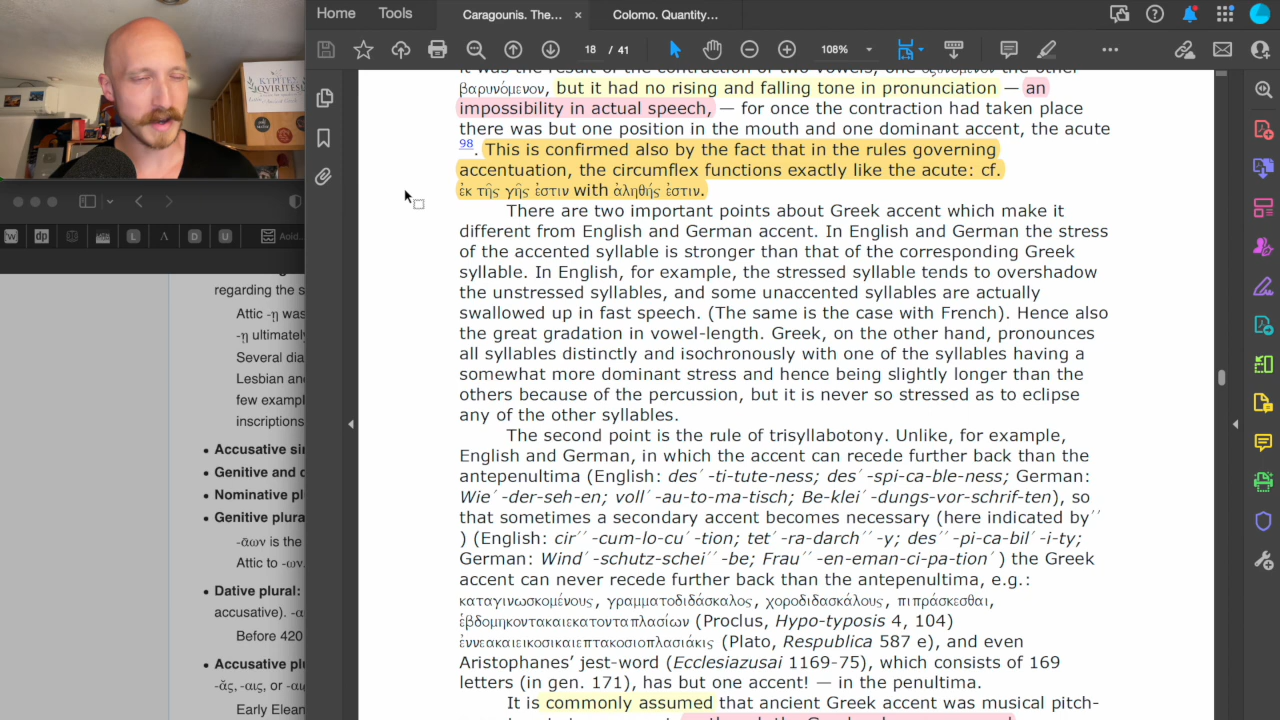 Home
Tools
Caragounis. The...
×
Colomo. Quantity...
18 / 41
108%
ΚΥΡΙΤΕΣ
QVIRITES
βαρυνόμενον, but it had no rising and falling tone in pronunciation — an
impossibility in actual speech, — for once the contraction had taken place
there was but one position in the mouth and one dominant accent, the acute
98. This is confirmed also by the fact that in the rules governing
accentuation, the circumflex functions exactly like the acute: cf.
ἐκ τῆς γῆς ἐστιν with ἀληθής ἐστιν.
There are two important points about Greek accent which make it
different from English and German accent. In English and German the stress
of the accented syllable is stronger than that of the corresponding Greek
syllable. In English, for example, the stressed syllable tends to overshadow
the unstressed syllables, and some unaccented syllables are actually
swallowed up in fast speech. (The same is the case with French). Hence also
the great gradation in vowel-length. Greek, on the other hand, pronounces
all syllables distinctly and isochronously with one of the syllables having a
somewhat more dominant stress and hence being slightly longer than the
others because of the percussion, but it is never so stressed as to eclipse
any of the other syllables.
The second point is the rule of trisyllabotony. Unlike, for example,
English and German, in which the accent can recede further back than the
antepenultima (English: des´-ti-tute-ness; des´-spi-ca-ble-ness; German:
Wie´-der-seh-en; voll´-au-to-ma-tisch; Be-klei´-dungs-vor-schrif-ten), so
that sometimes a secondary accent becomes necessary (here indicated by´´
) (English: cir´´-cum-lo-cu´-tion; tet´-ra-darch´´-y; des´´-pi-ca-bil´-i-ty;
German: Wind´-schutz-schei´´-be; Frau´´-en-eman-ci-pa-tion´) the Greek
accent can never recede further back than the antepenultima, e.g.:
καταγινωσκομένους, γραμματοδιδάσκαλος, χοροδιδασκάλους, πιπράσκεσθαι,
ἑβδομηκοντακαιεκατονταπλασίων (Proclus, Hypo-typosis 4, 104)
ἐννεακαιεικοσικαιεπτακοσιοπλασιάκις (Plato, Respublica 587 e), and even
Aristophanes’ jest-word (Ecclesiazusai 1169-75), which consists of 169
letters (in gen. 171), has but one accent! — in the penultima.
It is commonly assumed that ancient Greek accent was musical pitch-
W
dp
L
Λ
D
U
Aoid...
regarding the s
Attic -ῃ was
-ῃ ultimately
Several dia
Lesbian and
few exampl
inscriptions
• Accusative sin
• Genitive and d
• Nominative pl
• Genitive plura
-ᾱων is the
Attic to -ων.
• Dative plural:
accusative). -α
Before 420
• Accusative plu
-ᾰς, -αις, or -αι
Early Elean